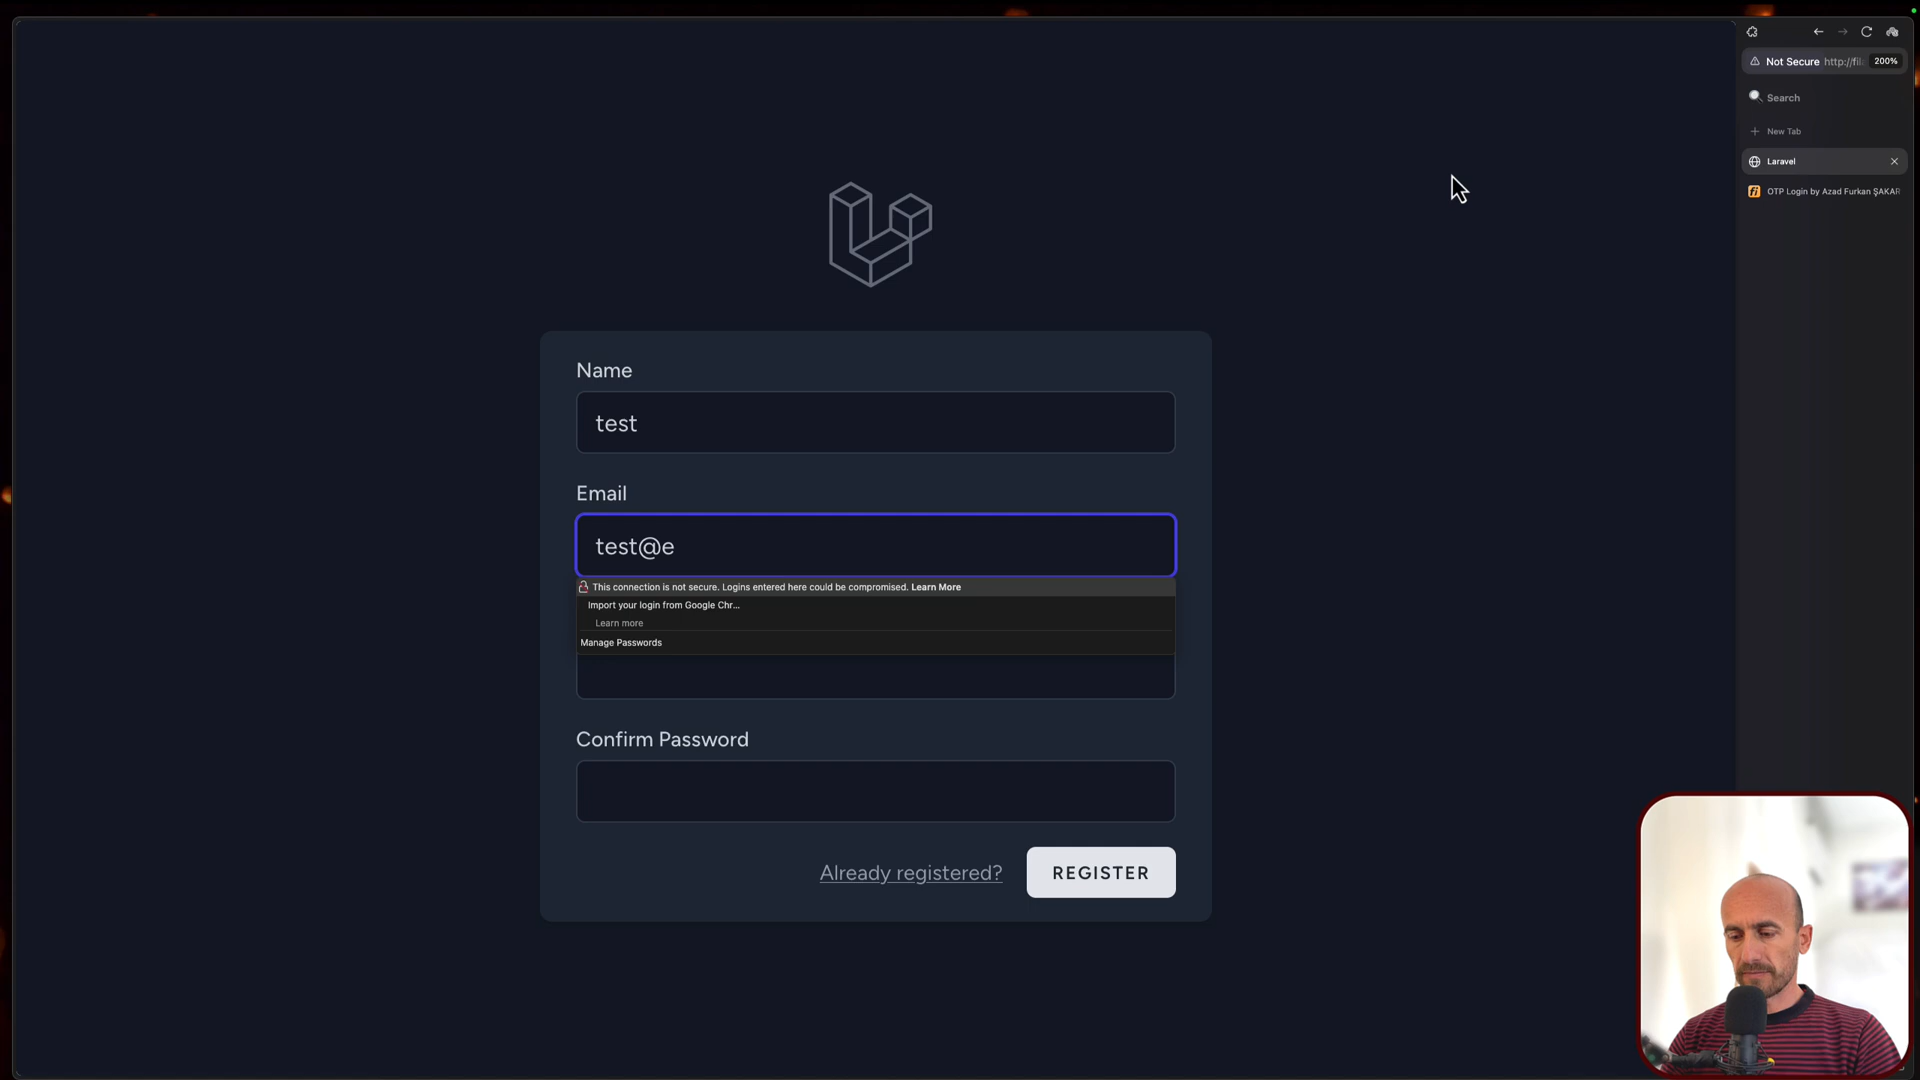 Not Secure http://fil 200%
Search
New Tab
Laravel
OTP Login by Azad Furkan ŞAKAR
Name
test
Email
test@e
This connection is not secure. Logins entered here could be compromised. Learn More
Import your login from Google Chr...
Learn more
Manage Passwords
Confirm Password
Already registered?
REGISTER